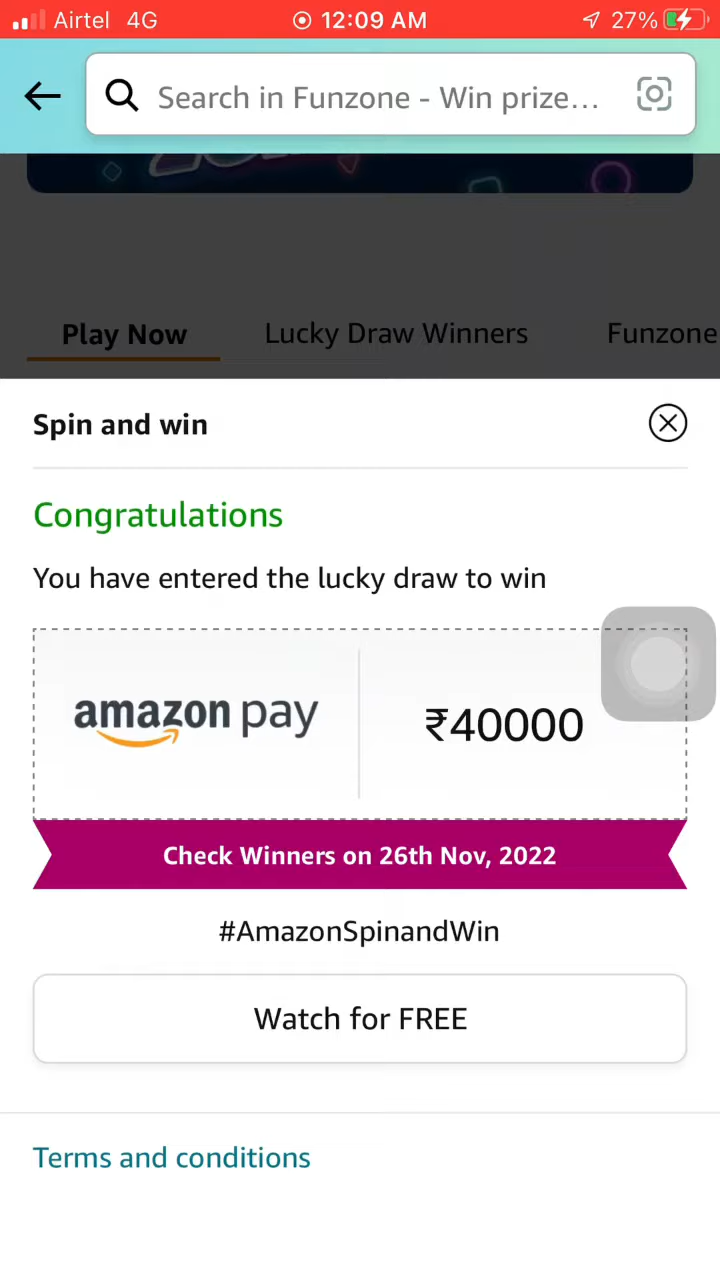 Airtel 4G 12:09 AM 27%
Search in Funzone - Win prize...
Play Now Lucky Draw Winners Funzone
Spin and win
Congratulations
You have entered the lucky draw to win
amazon pay ₹40000
Check Winners on 26th Nov, 2022
#AmazonSpinandWin
Watch for FREE
Terms and conditions